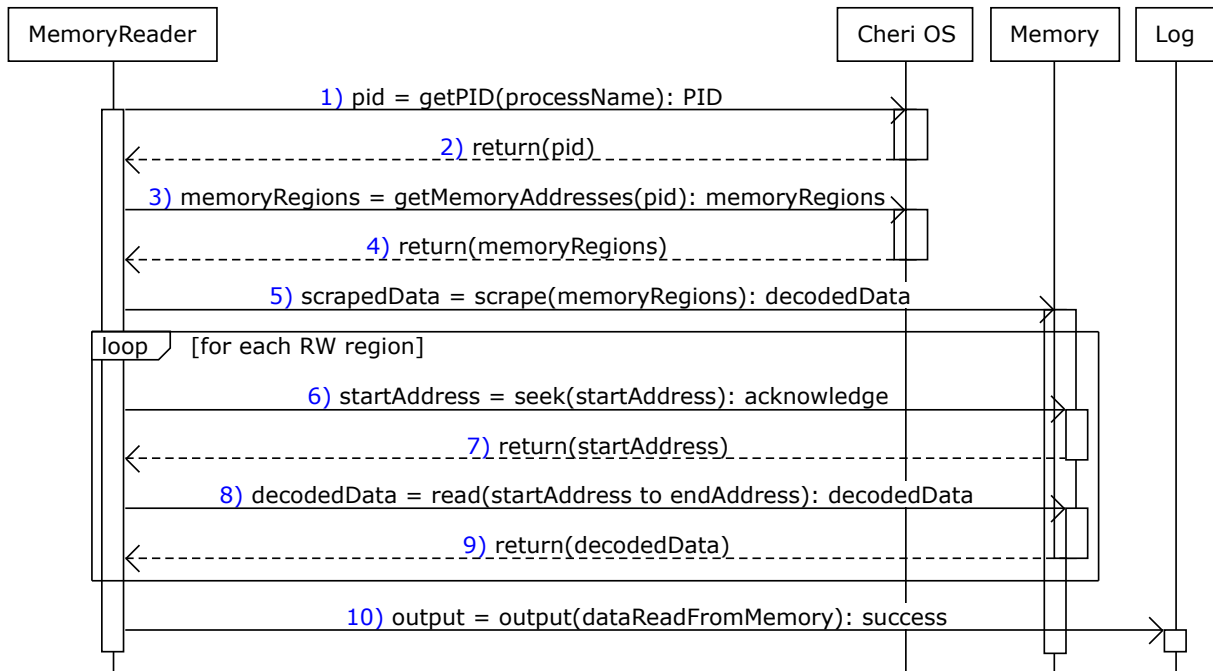 MemoryReader
Cheri OS
Memory
Log
1) pid = getPID(processName): PID
2) return(pid)
3) memoryRegions = getMemoryAddresses(pid): memoryRegions
4) return(memoryRegions)
5) scrapedData = scrape(memoryRegions): decodedData
loop [for each RW region]
6) startAddress = seek(startAddress): acknowledge
7) return(startAddress)
8) decodedData = read(startAddress to endAddress): decodedData
9) return(decodedData)
10) output = output(dataReadFromMemory): success